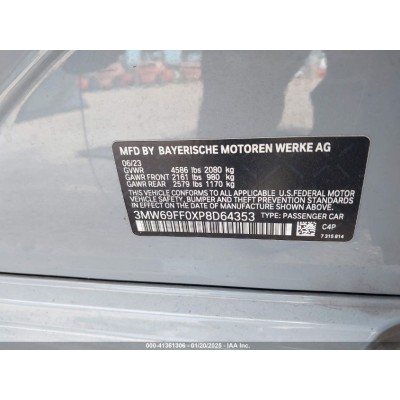 MFD BY BAYERISCHE MOTOREN WERKE AG
06/23
GVWR 4586 lbs 2080 kg
GAWR FRONT 2161 lbs 980 kg
GAWR REAR 2579 lbs 1170 kg
THIS VEHICLE CONFORMS TO ALL APPLICABLE U.S.FEDERAL MOTOR
VEHICLE SAFETY, BUMPER, AND THEFT PREVENTION
STANDARDS IN EFFECT ON THE DATE OF MANUFACTURE SHOWN ABOVE.
3MW69FF0XP8D64353 TYPE: PASSENGER CAR
C4P
7 315 814
000-41361306 - 01/20/2025 - IAA Inc.